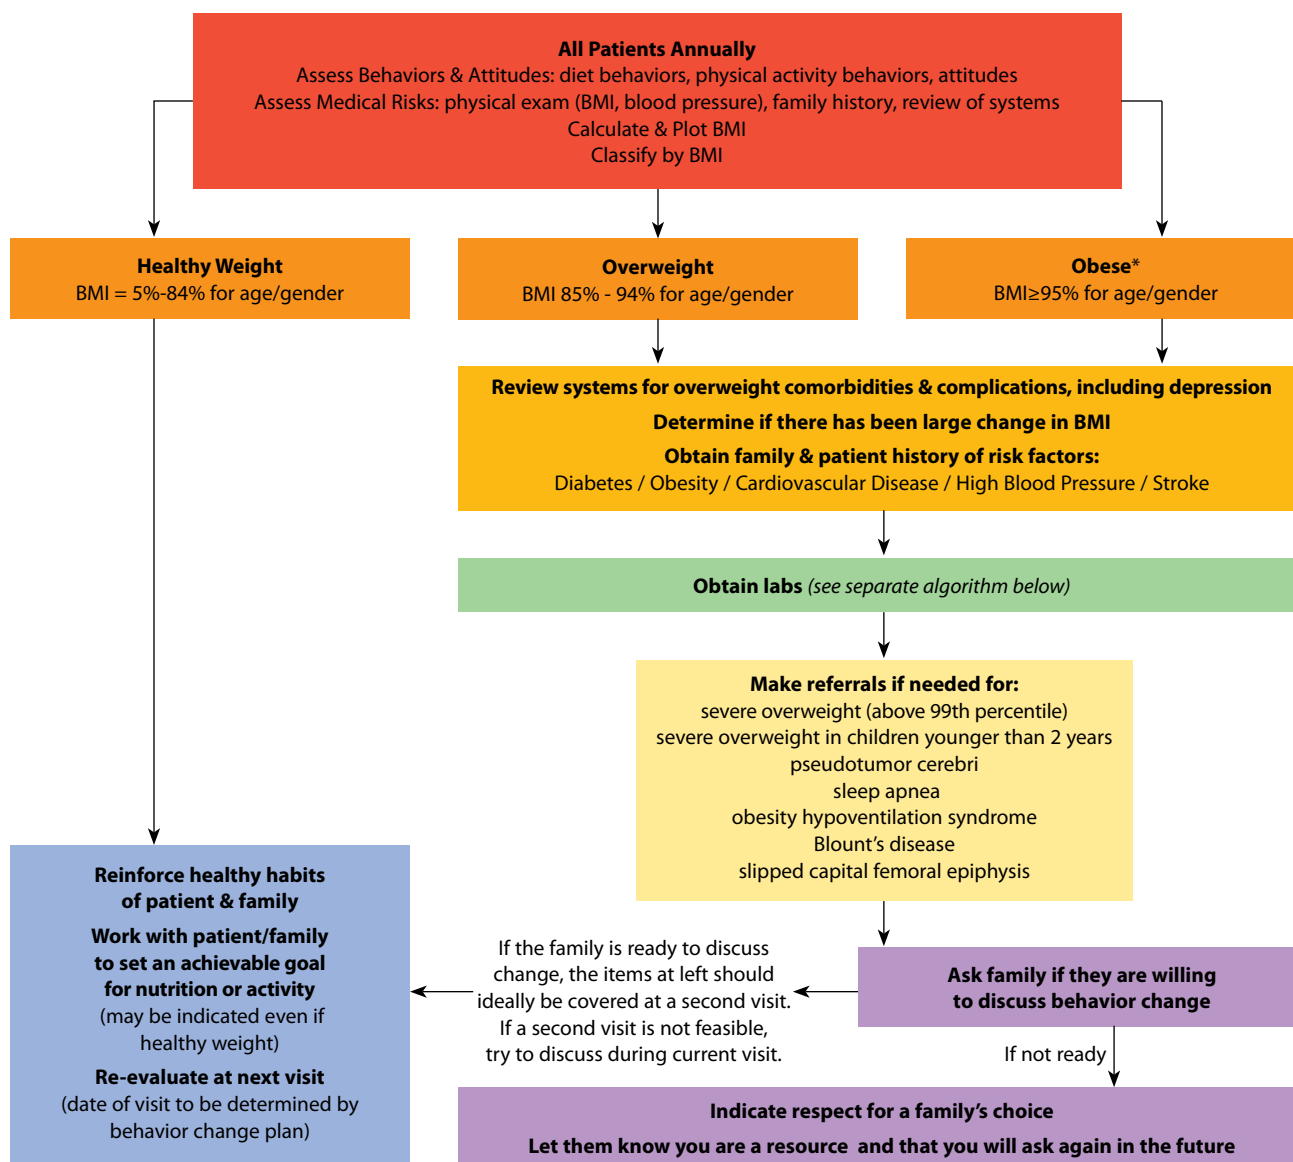 All Patients Annually
Assess Behaviors & Attitudes: diet behaviors, physical activity behaviors, attitudes
Assess Medical Risks: physical exam (BMI, blood pressure), family history, review of systems
Calculate & Plot BMI
Classify by BMI
Healthy Weight
BMI = 5%-84% for age/gender
Overweight
BMI 85% - 94% for age/gender
Obese*
BMI≥95% for age/gender
Review systems for overweight comorbidities & complications, including depression
Determine if there has been large change in BMI
Obtain family & patient history of risk factors:
Diabetes / Obesity / Cardiovascular Disease / High Blood Pressure / Stroke
Obtain labs (see separate algorithm below)
Make referrals if needed for:
severe overweight (above 99th percentile)
severe overweight in children younger than 2 years
pseudotumor cerebri
sleep apnea
obesity hypoventilation syndrome
Blount's disease
slipped capital femoral epiphysis
Reinforce healthy habits
of patient & family
Work with patient/family
to set an achievable goal
for nutrition or activity
(may be indicated even if
healthy weight)
Re-evaluate at next visit
(date of visit to be determined by
behavior change plan)
If the family is ready to discuss
change, the items at left should
ideally be covered at a second visit.
If a second visit is not feasible,
try to discuss during current visit.
Ask family if they are willing
to discuss behavior change
If not ready
Indicate respect for a family's choice
Let them know you are a resource and that you will ask again in the future